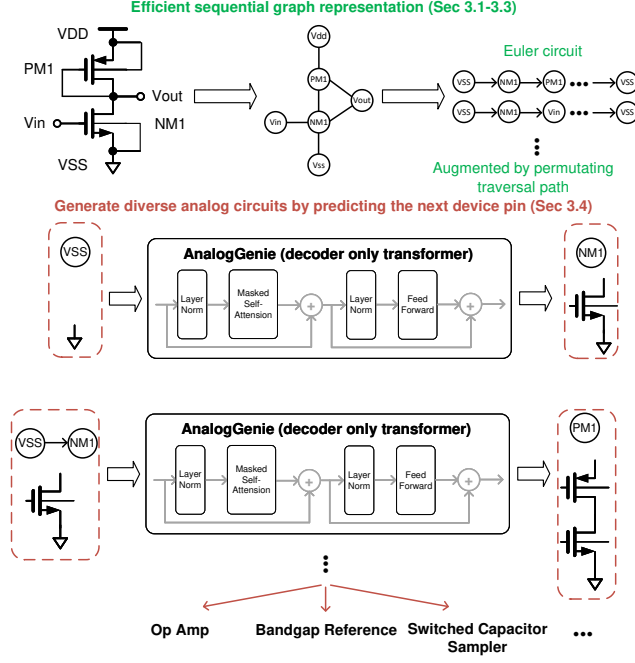 Efficient sequential graph representation (Sec 3.1-3.3)
VDD
PM1
Vout
Vin
NM1
VSS
Vdd
PM1
Vout
Vin
NM1
Vss
Euler circuit
VSS NM1 PM1 ••• VSS
VSS NM1 Vin ••• VSS
Augmented by permutating
traversal path
Generate diverse analog circuits by predicting the next device pin (Sec 3.4)
VSS
AnalogGenie (decoder only transformer)
Layer
Norm
Masked
Self-
Attension
+
Layer
Norm
Feed
Forward
+
NM1
VSS NM1
AnalogGenie (decoder only transformer)
Layer
Norm
Masked
Self-
Attension
+
Layer
Norm
Feed
Forward
+
PM1
•••
Op Amp
Bandgap Reference
Switched Capacitor
Sampler
•••